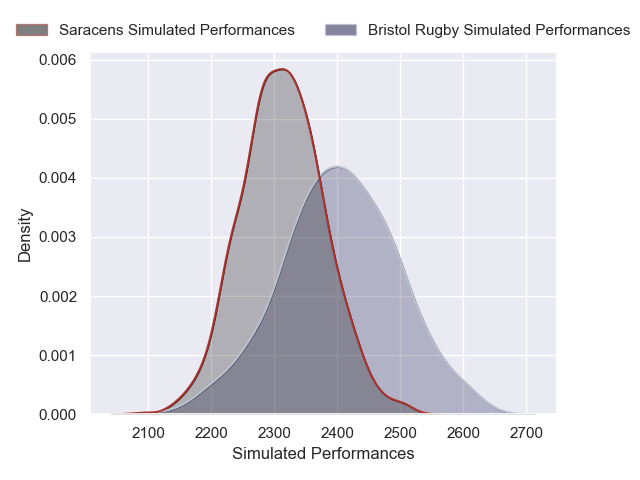 Saracens Simulated Performances
Bristol Rugby Simulated Performances
0.006
0.005
0.004
0.003
0.002
0.001
0.000
Density
2100 2200 2300 2400 2500 2600 2700
Simulated Performances